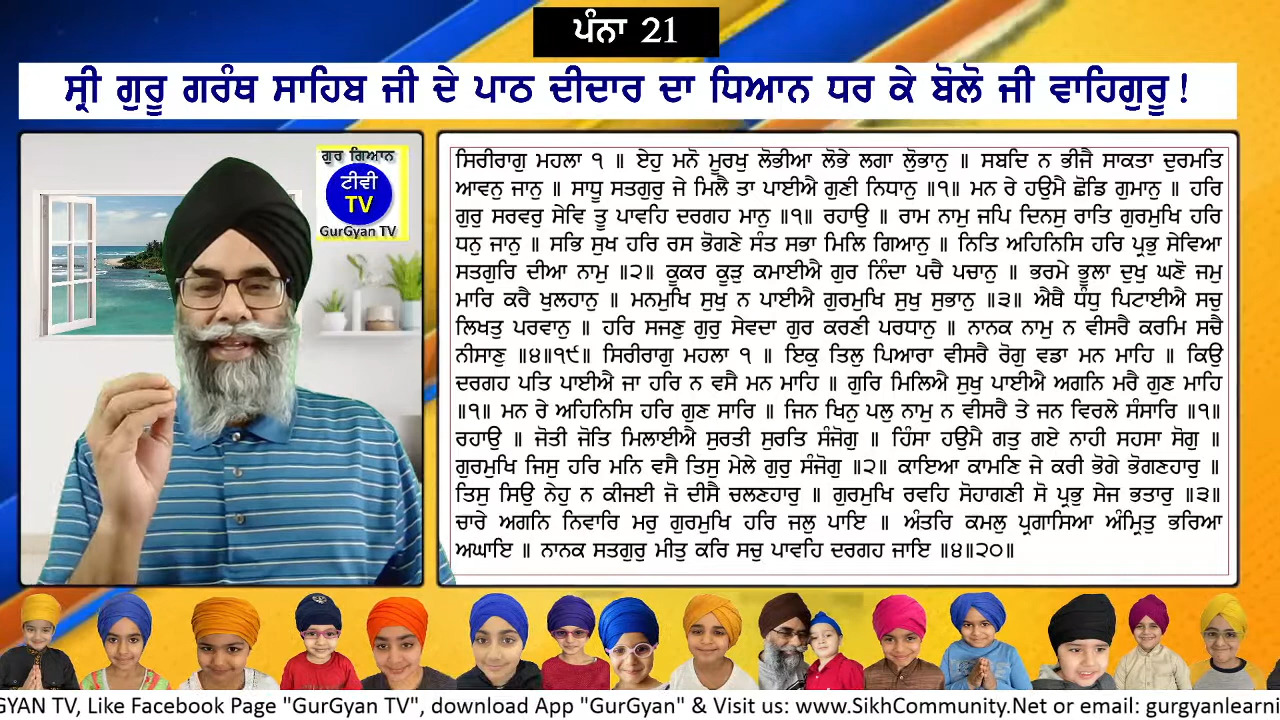 ਪੰਨਾ 21
ਸ੍ਰੀ ਗੁਰੂ ਗਰੰਥ ਸਾਹਿਬ ਜੀ ਦੇ ਪਾਠ ਦੀਦਾਰ ਦਾ ਧਿਆਨ ਧਰ ਕੇ ਬੋਲੋ ਜੀ ਵਾਹਿਗੁਰੂ!
ਗੁਰ ਗਿਆਨ
ਟੀਵੀ
TV
GurGyan TV
ਸਿਰੀਰਾਗੁ ਮਹਲਾ ੧ ॥ ਏਹੁ ਮਨੋ ਮੂਰਖੁ ਲੋਭੀਆ ਲੋਭੇ ਲਗਾ ਲੋੁਭਾਨੁ ॥ ਸਬਦਿ ਨ ਭੀਜੈ ਸਾਕਤਾ ਦੁਰਮਤਿ
ਆਵਨੁ ਜਾਨੁ ॥ ਸਾਧੂ ਸਤਗੁਰੁ ਜੇ ਮਿਲੈ ਤਾ ਪਾਈਐ ਗੁਣੀ ਨਿਧਾਨੁ ॥੧॥ ਮਨ ਰੇ ਹਉਮੈ ਛੋਡਿ ਗੁਮਾਨੁ ॥ ਹਰਿ
ਗੁਰੁ ਸਰਵਰੁ ਸੇਵਿ ਤੂ ਪਾਵਹਿ ਦਰਗਹ ਮਾਨੁ ॥੧॥ ਰਹਾਉ ॥ ਰਾਮ ਨਾਮੁ ਜਪਿ ਦਿਨਸੁ ਰਾਤਿ ਗੁਰਮੁਖਿ ਹਰਿ
ਧਨੁ ਜਾਨੁ ॥ ਸਭਿ ਸੁਖ ਹਰਿ ਰਸ ਭੋਗਣੇ ਸੰਤ ਸਭਾ ਮਿਲਿ ਗਿਆਨੁ ॥ ਨਿਤਿ ਅਹਿਨਿਸਿ ਹਰਿ ਪ੍ਰਭੁ ਸੇਵਿਆ
ਸਤਗੁਰਿ ਦੀਆ ਨਾਮੁ ॥੨॥ ਕੂਕਰ ਕੂੜੁ ਕਮਾਈਐ ਗੁਰ ਨਿੰਦਾ ਪਚੈ ਪਚਾਨੁ ॥ ਭਰਮੇ ਭੂਲਾ ਦੁਖੁ ਘਣੋ ਜਮੁ
ਮਾਰਿ ਕਰੈ ਖੁਲਹਾਨੁ ॥ ਮਨਮੁਖਿ ਸੁਖੁ ਨ ਪਾਈਐ ਗੁਰਮੁਖਿ ਸੁਖੁ ਸੁਭਾਨੁ ॥੩॥ ਐਥੈ ਧੰਧੁ ਪਿਟਾਈਐ ਸਚੁ
ਲਿਖਤੁ ਪਰਵਾਨੁ ॥ ਹਰਿ ਸਜਣੁ ਗੁਰੁ ਸੇਵਦਾ ਗੁਰ ਕਰਣੀ ਪਰਧਾਨੁ ॥ ਨਾਨਕ ਨਾਮੁ ਨ ਵੀਸਰੈ ਕਰਮਿ ਸਚੈ
ਨੀਸਾਣੁ ॥੪॥੧੯॥ ਸਿਰੀਰਾਗੁ ਮਹਲਾ ੧ ॥ ਇਕੁ ਤਿਲੁ ਪਿਆਰਾ ਵੀਸਰੈ ਰੋਗੁ ਵਡਾ ਮਨ ਮਾਹਿ ॥ ਕਿਉ
ਦਰਗਹ ਪਤਿ ਪਾਈਐ ਜਾ ਹਰਿ ਨ ਵਸੈ ਮਨ ਮਾਹਿ ॥ ਗੁਰਿ ਮਿਲਿਐ ਸੁਖੁ ਪਾਈਐ ਅਗਨਿ ਮਰੈ ਗੁਣ ਮਾਹਿ
॥੧॥ ਮਨ ਰੇ ਅਹਿਨਿਸਿ ਹਰਿ ਗੁਣ ਸਾਰਿ ॥ ਜਿਨ ਖਿਨੁ ਪਲੁ ਨਾਮੁ ਨ ਵੀਸਰੈ ਤੇ ਜਨ ਵਿਰਲੇ ਸੰਸਾਰਿ ॥੧॥
ਰਹਾਉ ॥ ਜੋਤੀ ਜੋਤਿ ਮਿਲਾਈਐ ਸੁਰਤੀ ਸੁਰਤਿ ਸੰਜੋਗੁ ॥ ਹਿੰਸਾ ਹਉਮੈ ਗਤੁ ਗਏ ਨਾਹੀ ਸਹਸਾ ਸੋਗੁ ॥
ਗੁਰਮੁਖਿ ਜਿਸੁ ਹਰਿ ਮਨਿ ਵਸੈ ਤਿਸੁ ਮੇਲੇ ਗੁਰੁ ਸੰਜੋਗੁ ॥੨॥ ਕਾਇਆ ਕਾਮਣਿ ਜੇ ਕਰੀ ਭੋਗੇ ਭੋਗਣਹਾਰੁ ॥
ਤਿਸੁ ਸਿਉ ਨੇਹੁ ਨ ਕੀਜਈ ਜੋ ਦੀਸੈ ਚਲਣਹਾਰੁ ॥ ਗੁਰਮੁਖਿ ਰਵਹਿ ਸੋਹਾਗਣੀ ਸੋ ਪ੍ਰਭੁ ਸੇਜ ਭਤਾਰੁ ॥੩॥
ਚਾਰੇ ਅਗਨਿ ਨਿਵਾਰਿ ਮਰੁ ਗੁਰਮੁਖਿ ਹਰਿ ਜਲੁ ਪਾਇ ॥ ਅੰਤਰਿ ਕਮਲੁ ਪ੍ਰਗਾਸਿਆ ਅੰਮ੍ਰਿਤੁ ਭਰਿਆ
ਅਘਾਇ ॥ ਨਾਨਕ ਸਤਗੁਰੁ ਮੀਤੁ ਕਰਿ ਸਚੁ ਪਾਵਹਿ ਦਰਗਹ ਜਾਇ ॥੪॥੨੦॥
GYAN TV, Like Facebook Page "GurGyan TV", download App "GurGyan" & Visit us: www.SikhCommunity.Net or email: gurgyanlearni